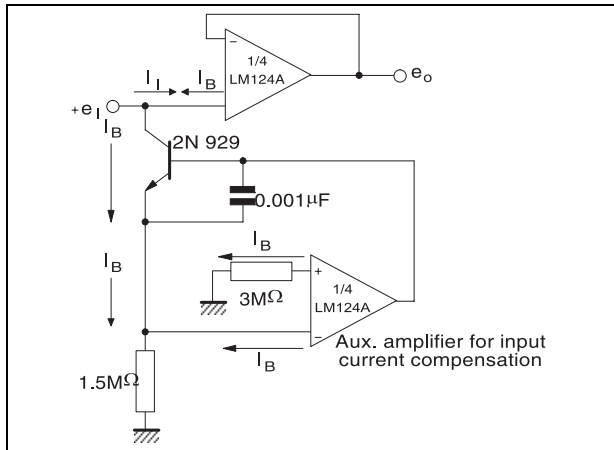 −
1/4
LM124A
I I
I B
e o
+e I
I B
2N 929
0.001µF
I B
I B
+
1/4
3MΩ
LM124A
−
I B
Aux. amplifier for input
current compensation
1.5MΩ